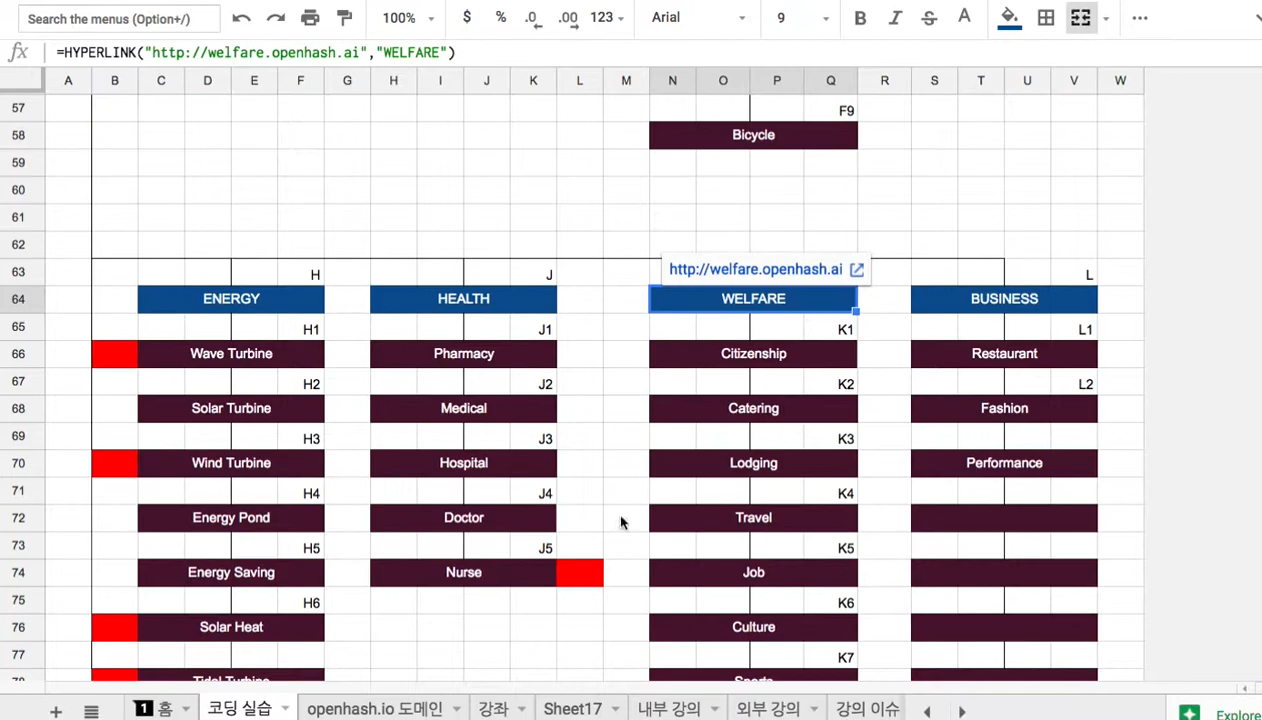 Search the menus (Option+/)
100%
$ % .0 .00 123
Arial
9
B I S A
fx =HYPERLINK("http://welfare.openhash.ai","WELFARE")
A B C D E F G H I J K L M N O P Q R S T U V W
57 F9
58 Bicycle
59
60
61
62
63 H J http://welfare.openhash.ai L
64 ENERGY HEALTH WELFARE BUSINESS
65 H1 J1 K1 L1
66 Wave Turbine Pharmacy Citizenship Restaurant
67 H2 J2 K2 L2
68 Solar Turbine Medical Catering Fashion
69 H3 J3 K3
70 Wind Turbine Hospital Lodging Performance
71 H4 J4 K4
72 Energy Pond Doctor Travel
73 H5 J5 K5
74 Energy Saving Nurse Job
75 H6 K6
76 Solar Heat Culture
77 K7
78 Tidal Turbine Sports
1 홈 코딩 실습 openhash.io 도메인 강좌 Sheet17 내부 강의 외부 강의 강의 이슈
Explore